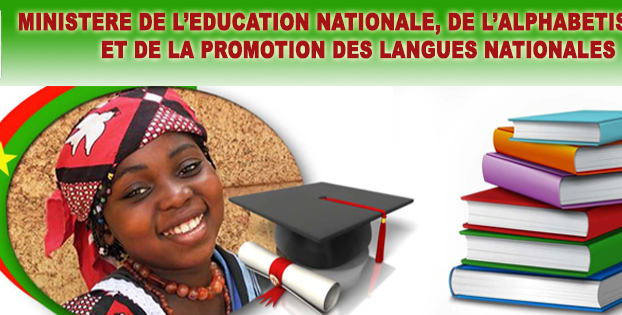 MINISTERE DE L’EDUCATION NATIONALE, DE L’ALPHABETIS
ET DE LA PROMOTION DES LANGUES NATIONALES